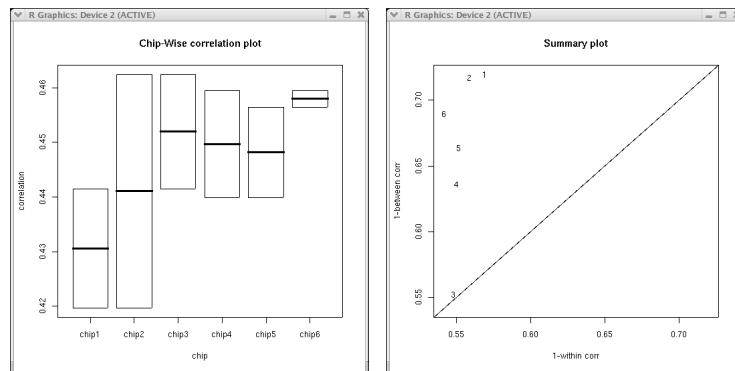 R Graphics: Device 2 (ACTIVE)
Chip-Wise correlation plot
0.46
0.45
0.44
0.43
0.42
correlation
chip1 chip2 chip3 chip4 chip5 chip6
chip
R Graphics: Device 2 (ACTIVE)
Summary plot
1
2
6
5
4
3
0.70
0.65
0.60
0.55
1-between corr
0.55 0.60 0.65 0.70
1-within corr